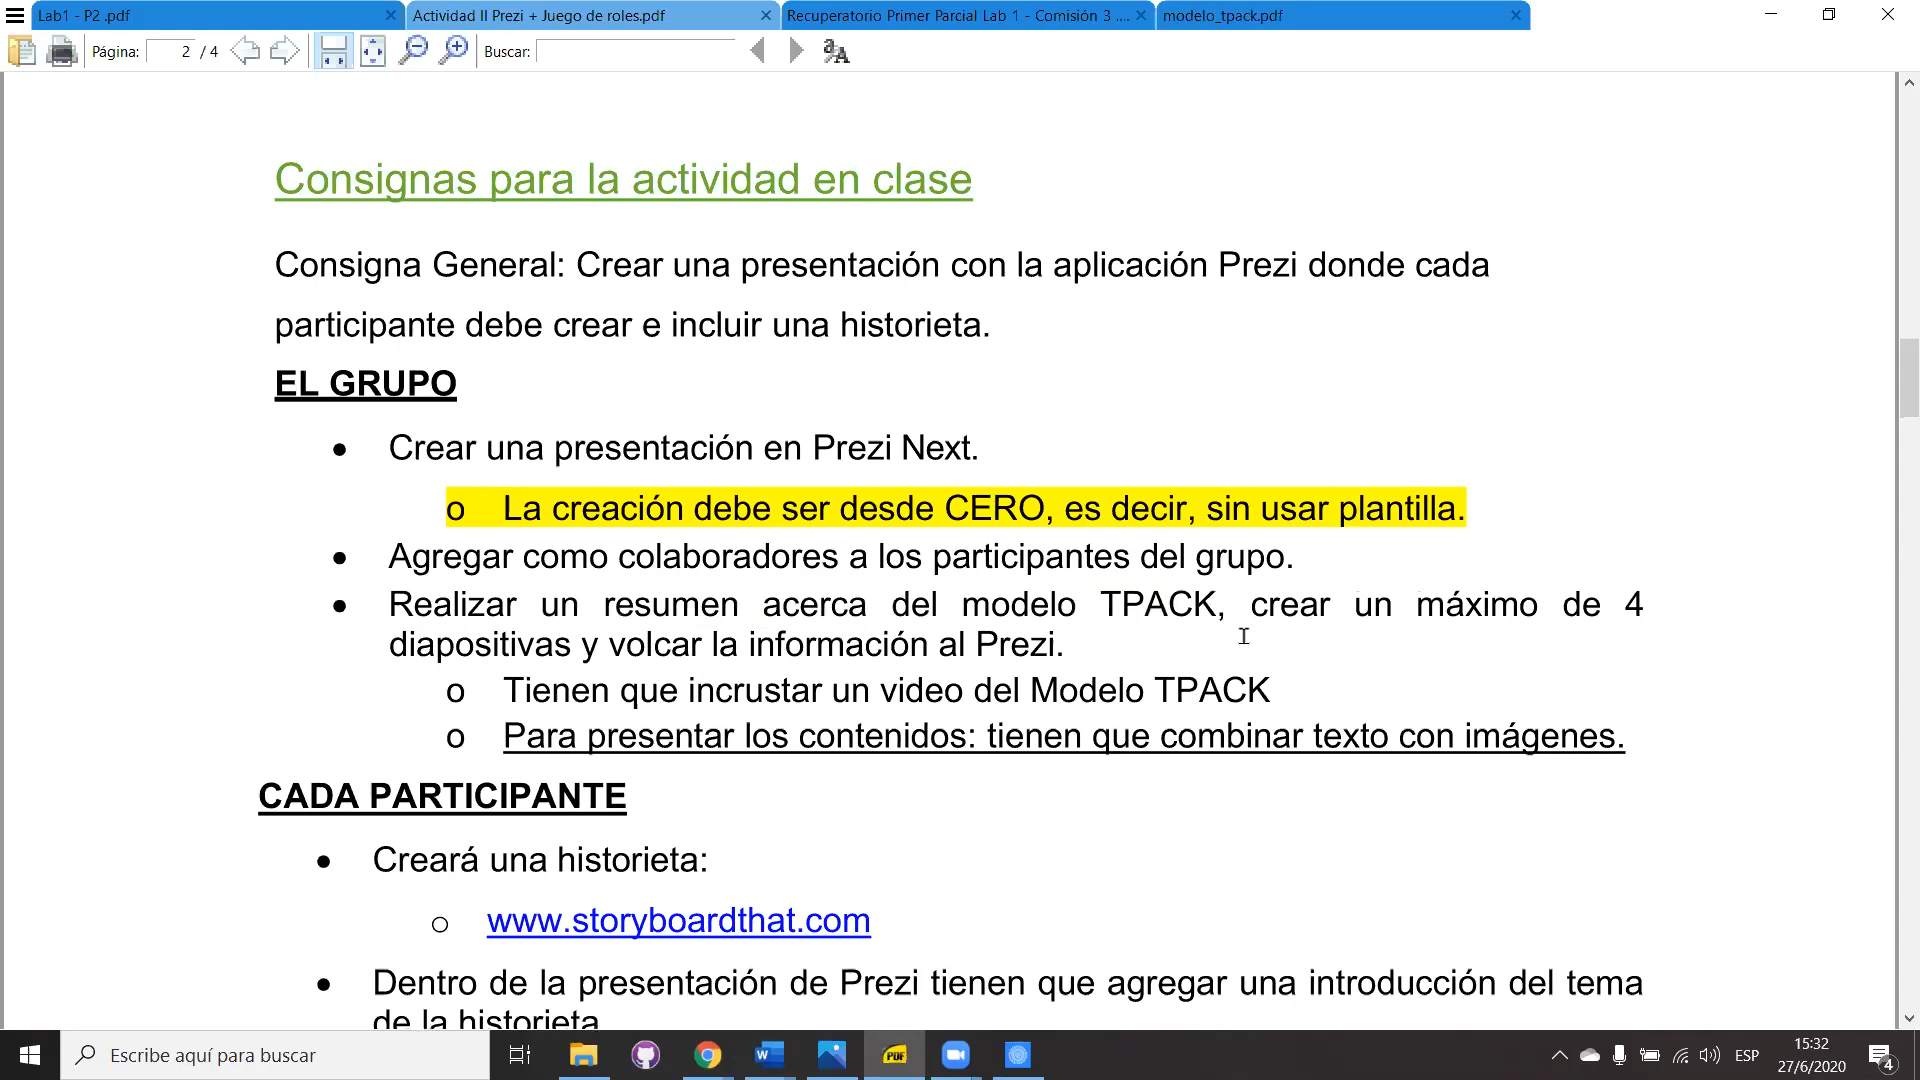 Lab1 - P2 .pdf
Actividad II Prezi + Juego de roles.pdf
Recuperatorio Primer Parcial Lab 1 - Comisión 3 ....
modelo_tpack.pdf
Página: 2 / 4
Buscar:
Consignas para la actividad en clase
Consigna General: Crear una presentación con la aplicación Prezi donde cada
participante debe crear e incluir una historieta.
EL GRUPO
• Crear una presentación en Prezi Next.
o La creación debe ser desde CERO, es decir, sin usar plantilla.
• Agregar como colaboradores a los participantes del grupo.
• Realizar un resumen acerca del modelo TPACK, crear un máximo de 4
diapositivas y volcar la información al Prezi.
o Tienen que incrustar un video del Modelo TPACK
o Para presentar los contenidos: tienen que combinar texto con imágenes.
CADA PARTICIPANTE
• Creará una historieta:
o www.storyboardthat.com
• Dentro de la presentación de Prezi tienen que agregar una introducción del tema
de la historieta
Escribe aquí para buscar
PDF
ESP
15:32
27/6/2020
4